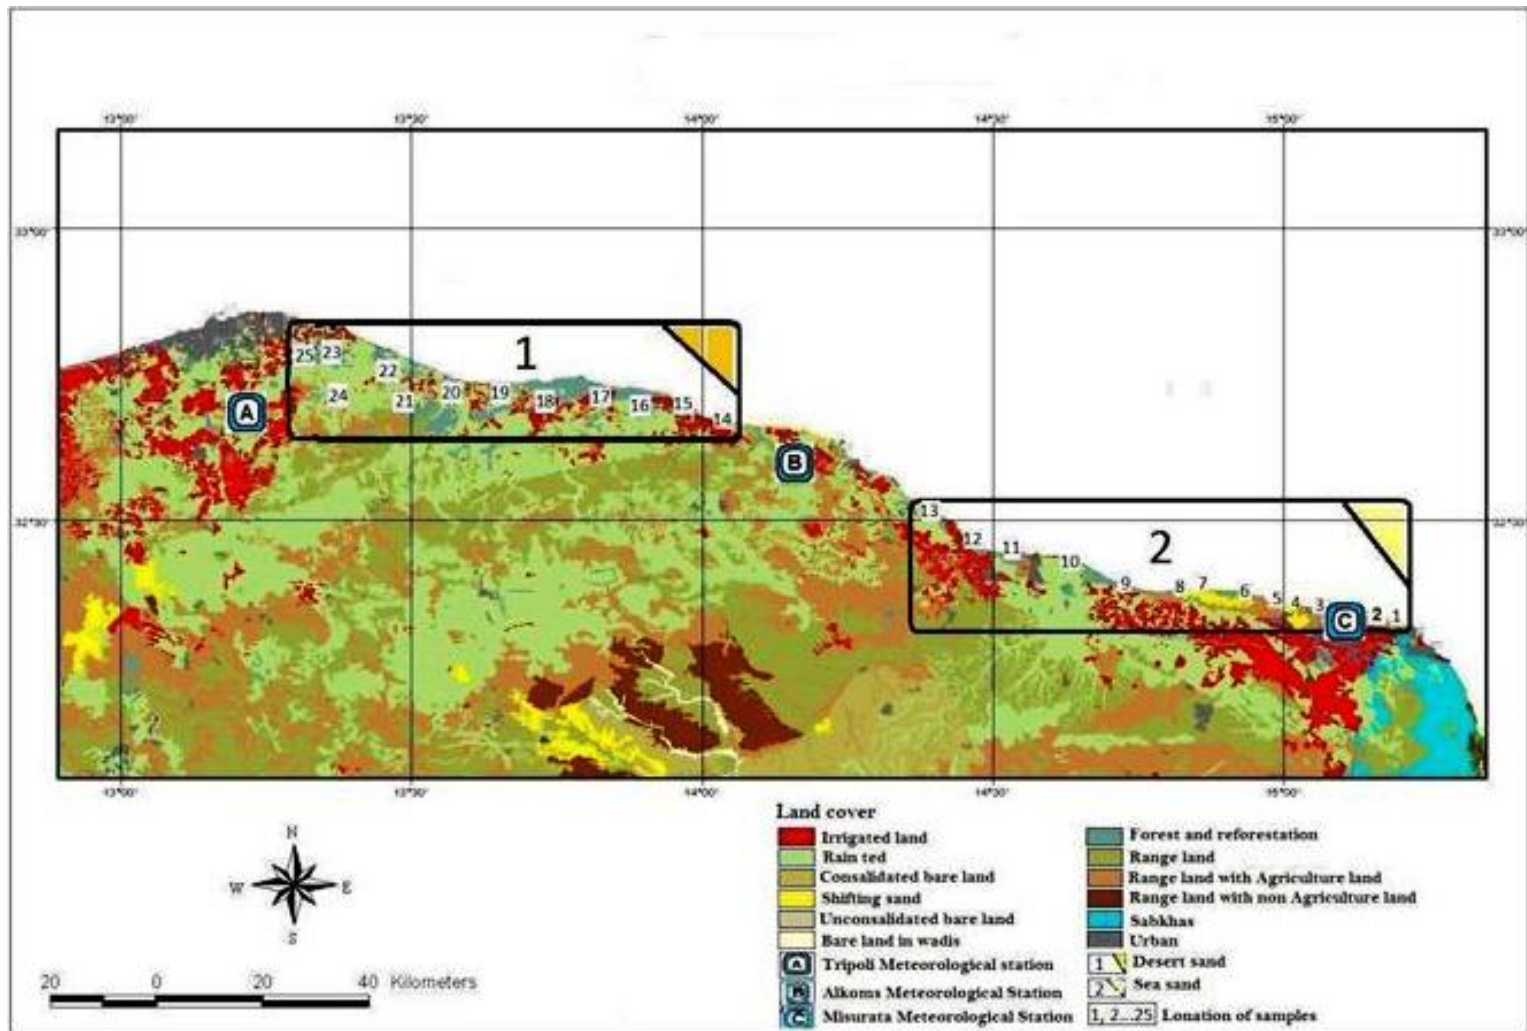 13°00' 13°30' 14°00' 14°30' 15°00'
33°00' 33°00'
1
25 23
22
24 21 20 19 18 17 16 15 14
A
B
32°30' 32°30'
13
12 11 10
2
9 8 7 6 5 4 3 2 1
C
13°00' 13°30' 14°00' 14°30' 15°00'
Land cover
Irrigated land
Rain ted
Consalidated bare land
Shifting sand
Unconsalidated bare land
Bare land in wadis
A Tripoli Meteorological station
B Alkoms Meteorological Station
C Misurata Meteorological Station
Forest and reforestation
Range land
Range land with Agriculture land
Range land with non Agriculture land
Sabkhas
Urban
1 Desert sand
2 Sea sand
1, 2...25 Lonation of samples
N
W E
S
20 0 20 40 Kilometers